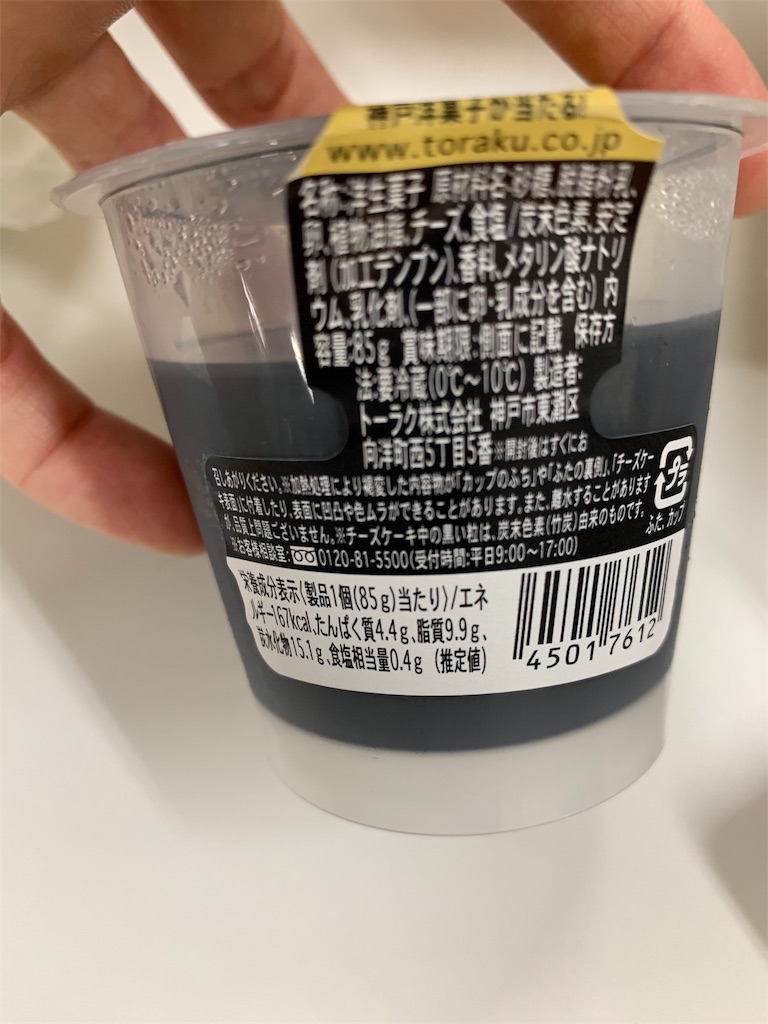 神戸洋菓子が当たる!
www.toraku.co.jp
名称:洋生菓子 原材料名:砂糖、脱脂粉乳、
卵、植物油脂、チーズ、食塩/炭末色素、安定
剤(加工デンプン)、香料、メタリン酸ナトリ
ウム、乳化剤、(一部に卵・乳成分を含む) 内
容量:85g 賞味期限:側面に記載 保存方
法:要冷蔵(0℃~10℃) 製造者:
トーラク株式会社 神戸市東灘区
向洋町西5丁目5番※開封後はすぐにお
召しあがりください。※加熱処理により褐変した内容物が「カップのふち」や「ふたの裏側」、「チーズケー
キ表面」に付着したり、表面に凹凸や色ムラができることがあります。また、離水することがあります
が、品質上問題ございません。※チーズケーキ中の黒い粒は、炭末色素(竹炭)由来のものです。
※お客様相談室:0120-81-5500(受付時間:平日9:00~17:00)
プラ
ふた、カップ
栄養成分表示(製品1個(85g)当たり)/エネ
ルギー167kcal、たんぱく質4.4g、脂質9.9g、
炭水化物15.1g、食塩相当量0.4g (推定値)
4501 7612